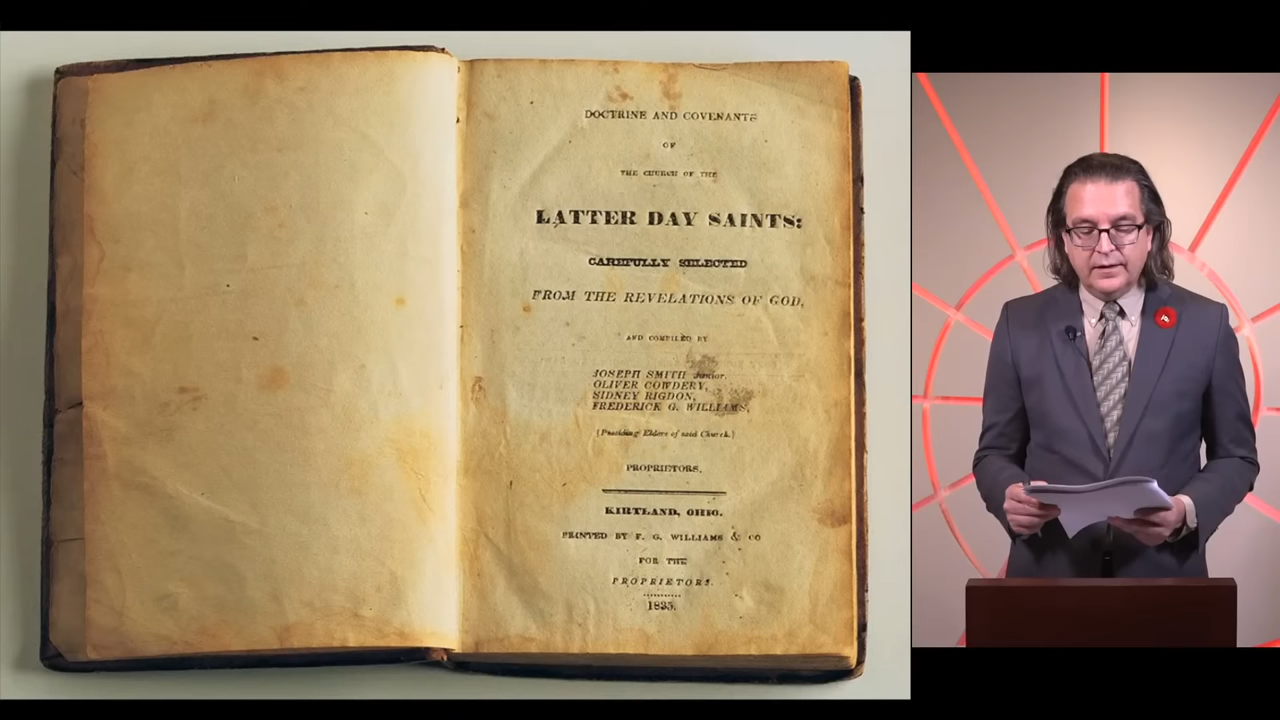 DOCTRINE AND COVENANTS
OF
THE CHURCH OF THE
LATTER DAY SAINTS:
CAREFULLY SELECTED
FROM THE REVELATIONS OF GOD,
AND COMPILED BY
JOSEPH SMITH Junior.
OLIVER COWDERY,
SIDNEY RIGDON,
FREDERICK G. WILLIAMS,
[Presiding Elders of said Church.]
PROPRIETORS.
KIRTLAND, OHIO.
PRINTED BY F. G. WILLIAMS & CO
FOR THE
PROPRIETORS.
1835.